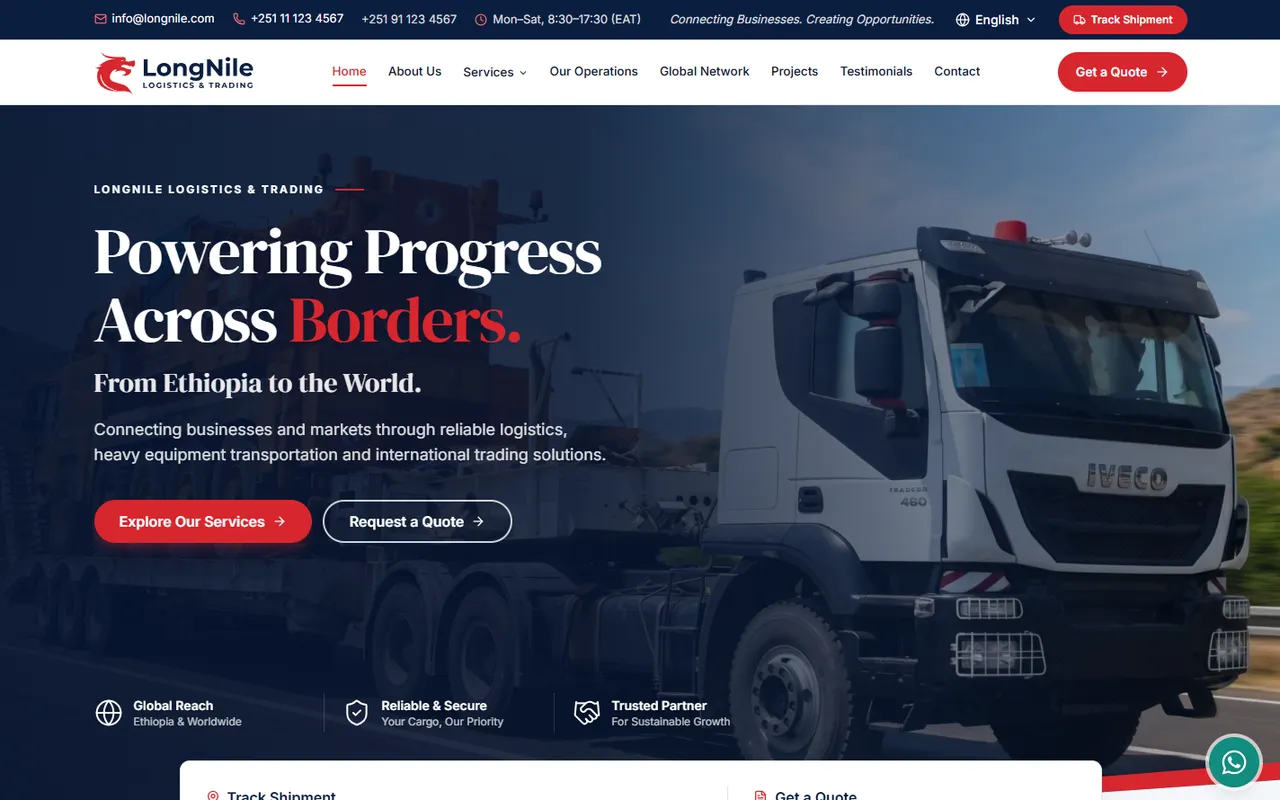 info@longnile.com
+251 11 123 4567
+251 91 123 4567
Mon–Sat, 8:30–17:30 (EAT)
Connecting Businesses. Creating Opportunities.
English
Track Shipment
LongNile
LOGISTICS & TRADING
Home
About Us
Services
Our Operations
Global Network
Projects
Testimonials
Contact
Get a Quote
LONGNILE LOGISTICS & TRADING
Powering Progress
Across Borders.
From Ethiopia to the World.
Connecting businesses and markets through reliable logistics,
heavy equipment transportation and international trading solutions.
Explore Our Services
Request a Quote
TRAKKER
460
IVECO
Global Reach
Ethiopia & Worldwide
Reliable & Secure
Your Cargo, Our Priority
Trusted Partner
For Sustainable Growth
Track Shipment
Get a Quote